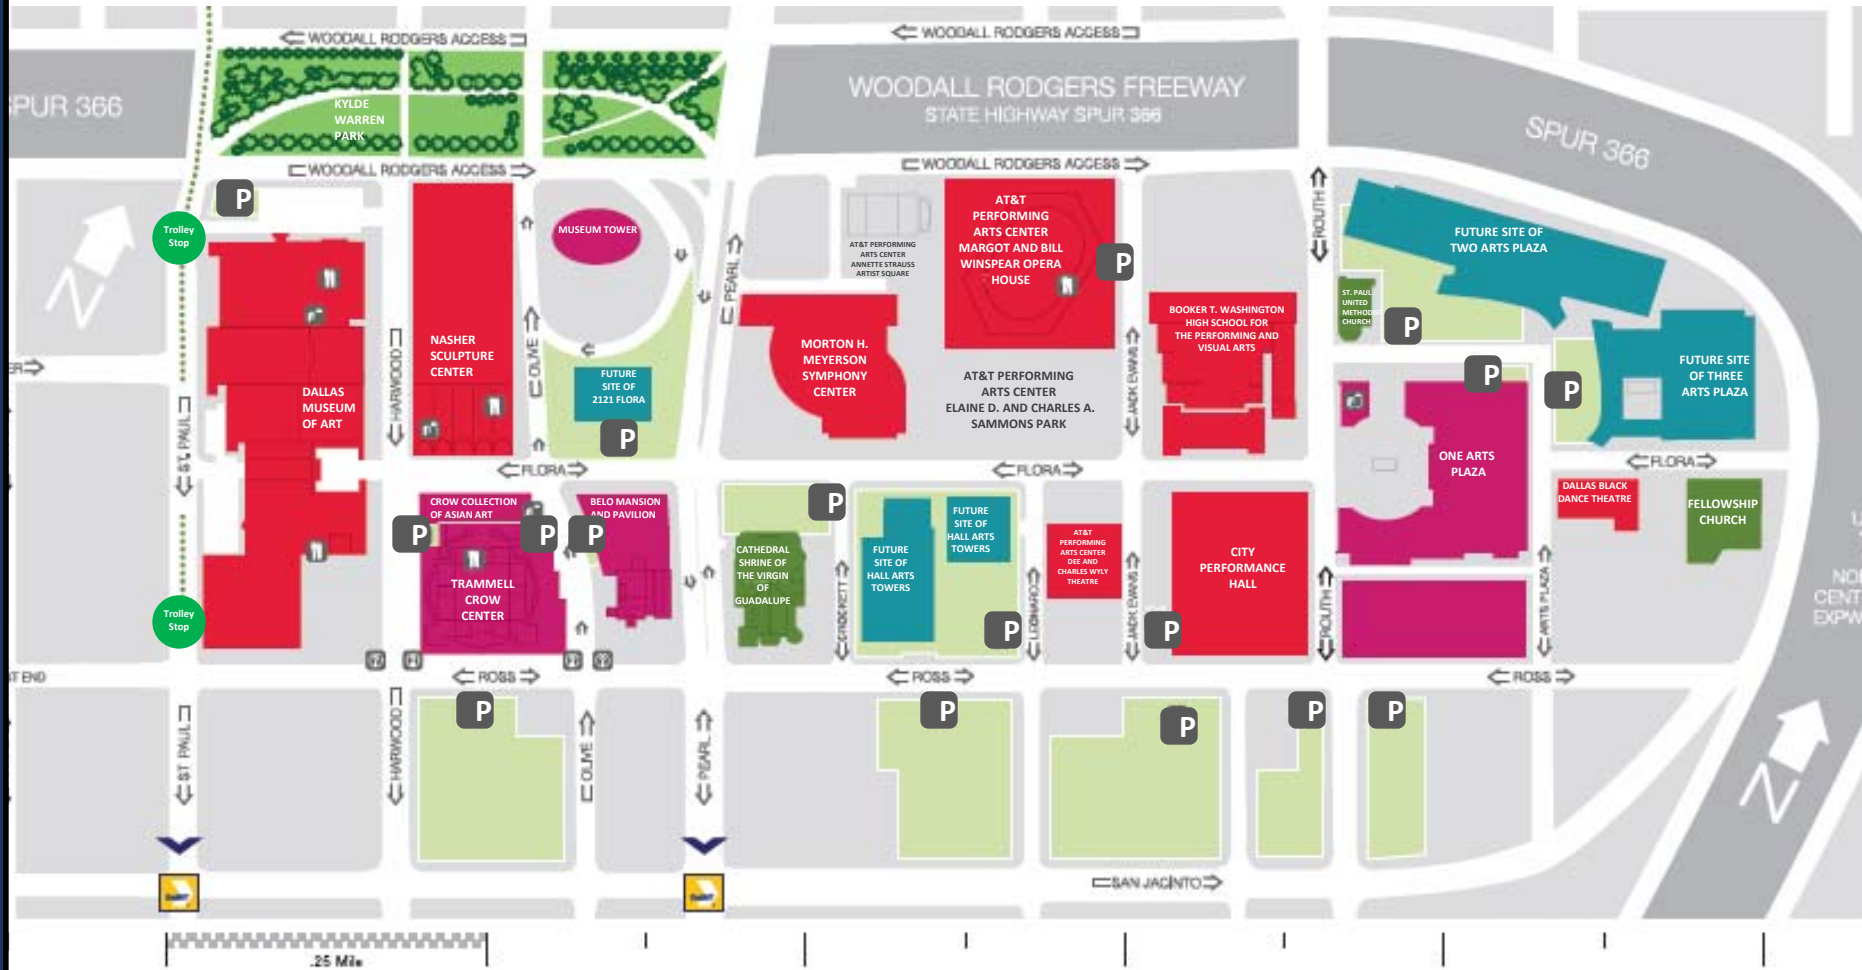 WOODALL RODGERS ACCESS
WOODALL RODGERS ACCESS
SPUR 366
KYLDE
WARREN
PARK
WOODALL RODGERS FREEWAY
STATE HIGHWAY SPUR 366
SPUR 366
WOODALL RODGERS ACCESS
WOODALL RODGERS ACCESS
P
Trolley
Stop
N
MUSEUM TOWER
PEARL
AT&T PERFORMING
ARTS CENTER
ANNETTE STRAUSS
ARTIST SQUARE
AT&T
PERFORMING
ARTS CENTER
MARGOT AND BILL
WINSPEAR OPERA
HOUSE
P
ROUTH
FUTURE SITE OF
TWO ARTS PLAZA
ST. PAUL
UNITED
METHODIST
CHURCH
P
BOOKER T. WASHINGTON
HIGH SCHOOL FOR
THE PERFORMING AND
VISUAL ARTS
NASHER
SCULPTURE
CENTER
HARWOOD
OLIVE
MORTON H.
MEYERSON
SYMPHONY
CENTER
JACK EVANS
FUTURE SITE
OF THREE
ARTS PLAZA
FUTURE
SITE OF
2121 FLORA
P
P
P
AT&T PERFORMING
ARTS CENTER
ELAINE D. AND CHARLES A.
SAMMONS PARK
DALLAS
MUSEUM
OF ART
ST. PAUL
ONE ARTS
PLAZA
FLORA
FLORA
FLORA
CROW COLLECTION
OF ASIAN ART
BELO MANSION
AND PAVILION
P
P
P
P
FUTURE
SITE OF
HALL ARTS
TOWERS
FUTURE
SITE OF
HALL ARTS
TOWERS
DALLAS BLACK
DANCE THEATRE
FELLOWSHIP
CHURCH
CATHEDRAL
SHRINE OF
THE VIRGIN
OF
GUADALUPE
AT&T
PERFORMING
ARTS CENTER
DEE AND
CHARLES WYLY
THEATRE
CITY
PERFORMANCE
HALL
TRAMMELL
CROW
CENTER
Trolley
Stop
CROCKETT
LEONARD
JACK EVANS
ROUTH
ARTS PLAZA
P
P
ROSS
ROSS
ROSS
P
P
P
P
P
ST PAUL
HARWOOD
OLIVE
PEARL
N
SAN JACINTO
.25 Mile